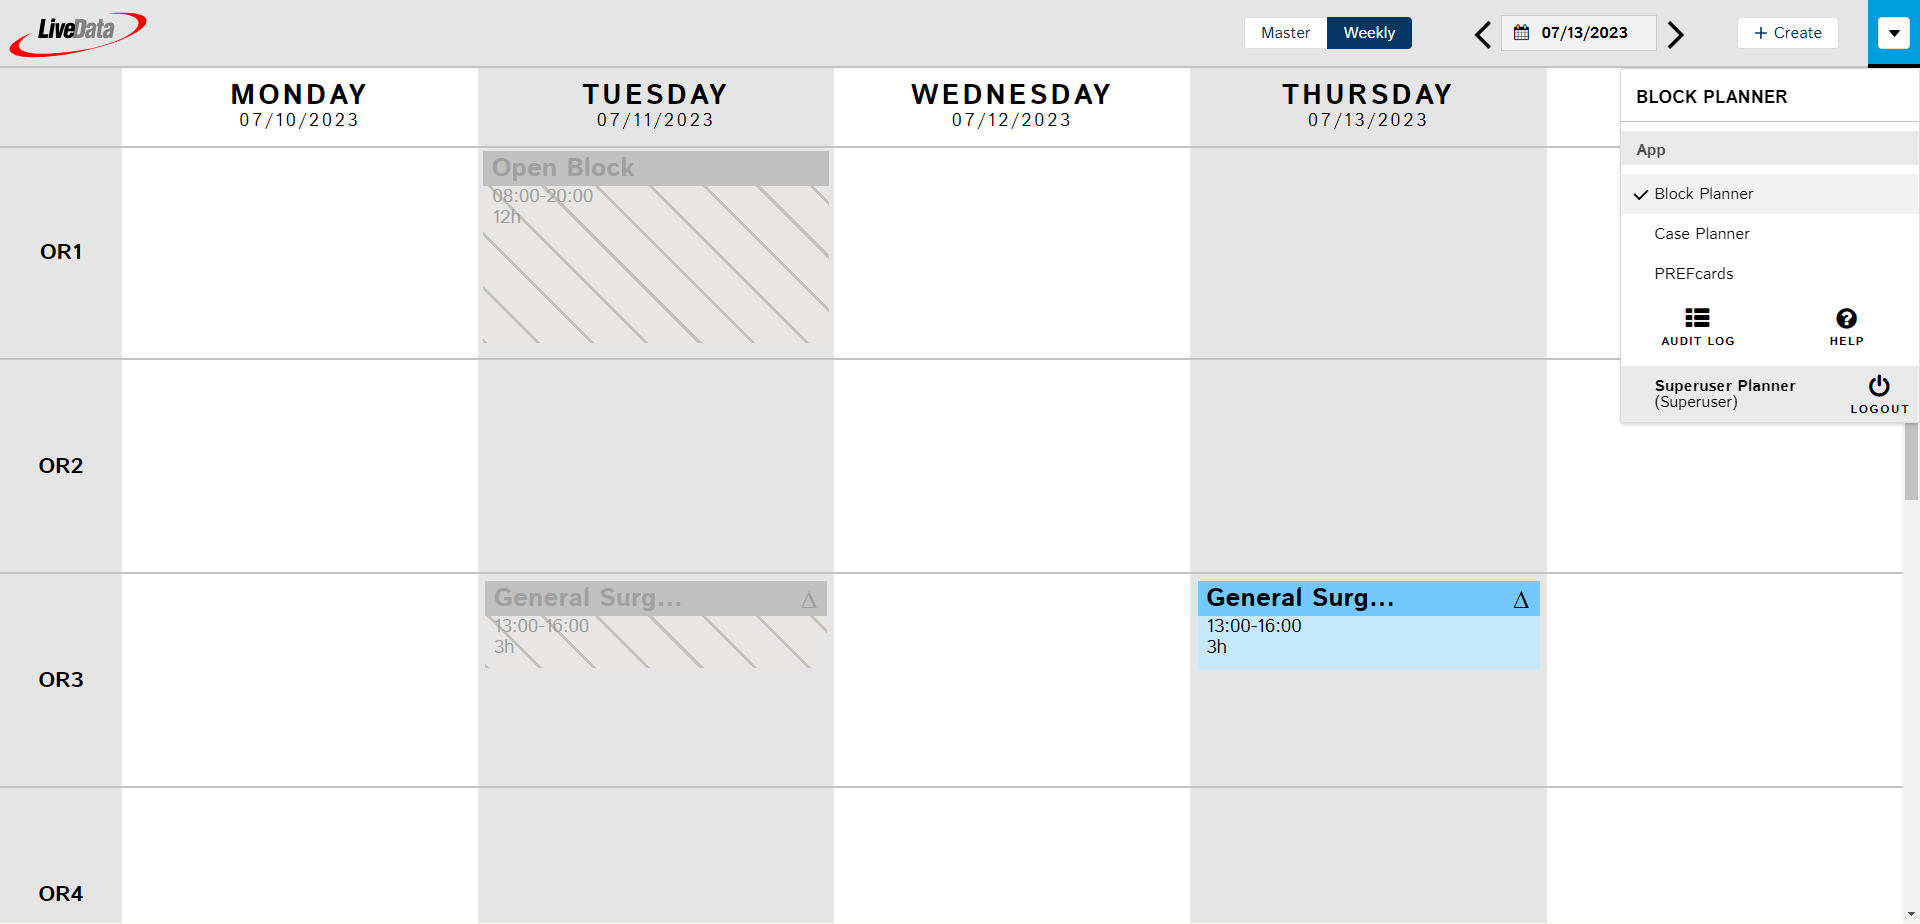 LiveData
Master
Weekly
07/13/2023
+ Create
MONDAY
07/10/2023
TUESDAY
07/11/2023
WEDNESDAY
07/12/2023
THURSDAY
07/13/2023
BLOCK PLANNER
App
Block Planner
Case Planner
PREFcards
AUDIT LOG
HELP
Superuser Planner
(Superuser)
LOGOUT
OR1
Open Block
08:00-20:00
12h
OR2
OR3
General Surg...
13:00-16:00
3h
General Surg...
13:00-16:00
3h
OR4